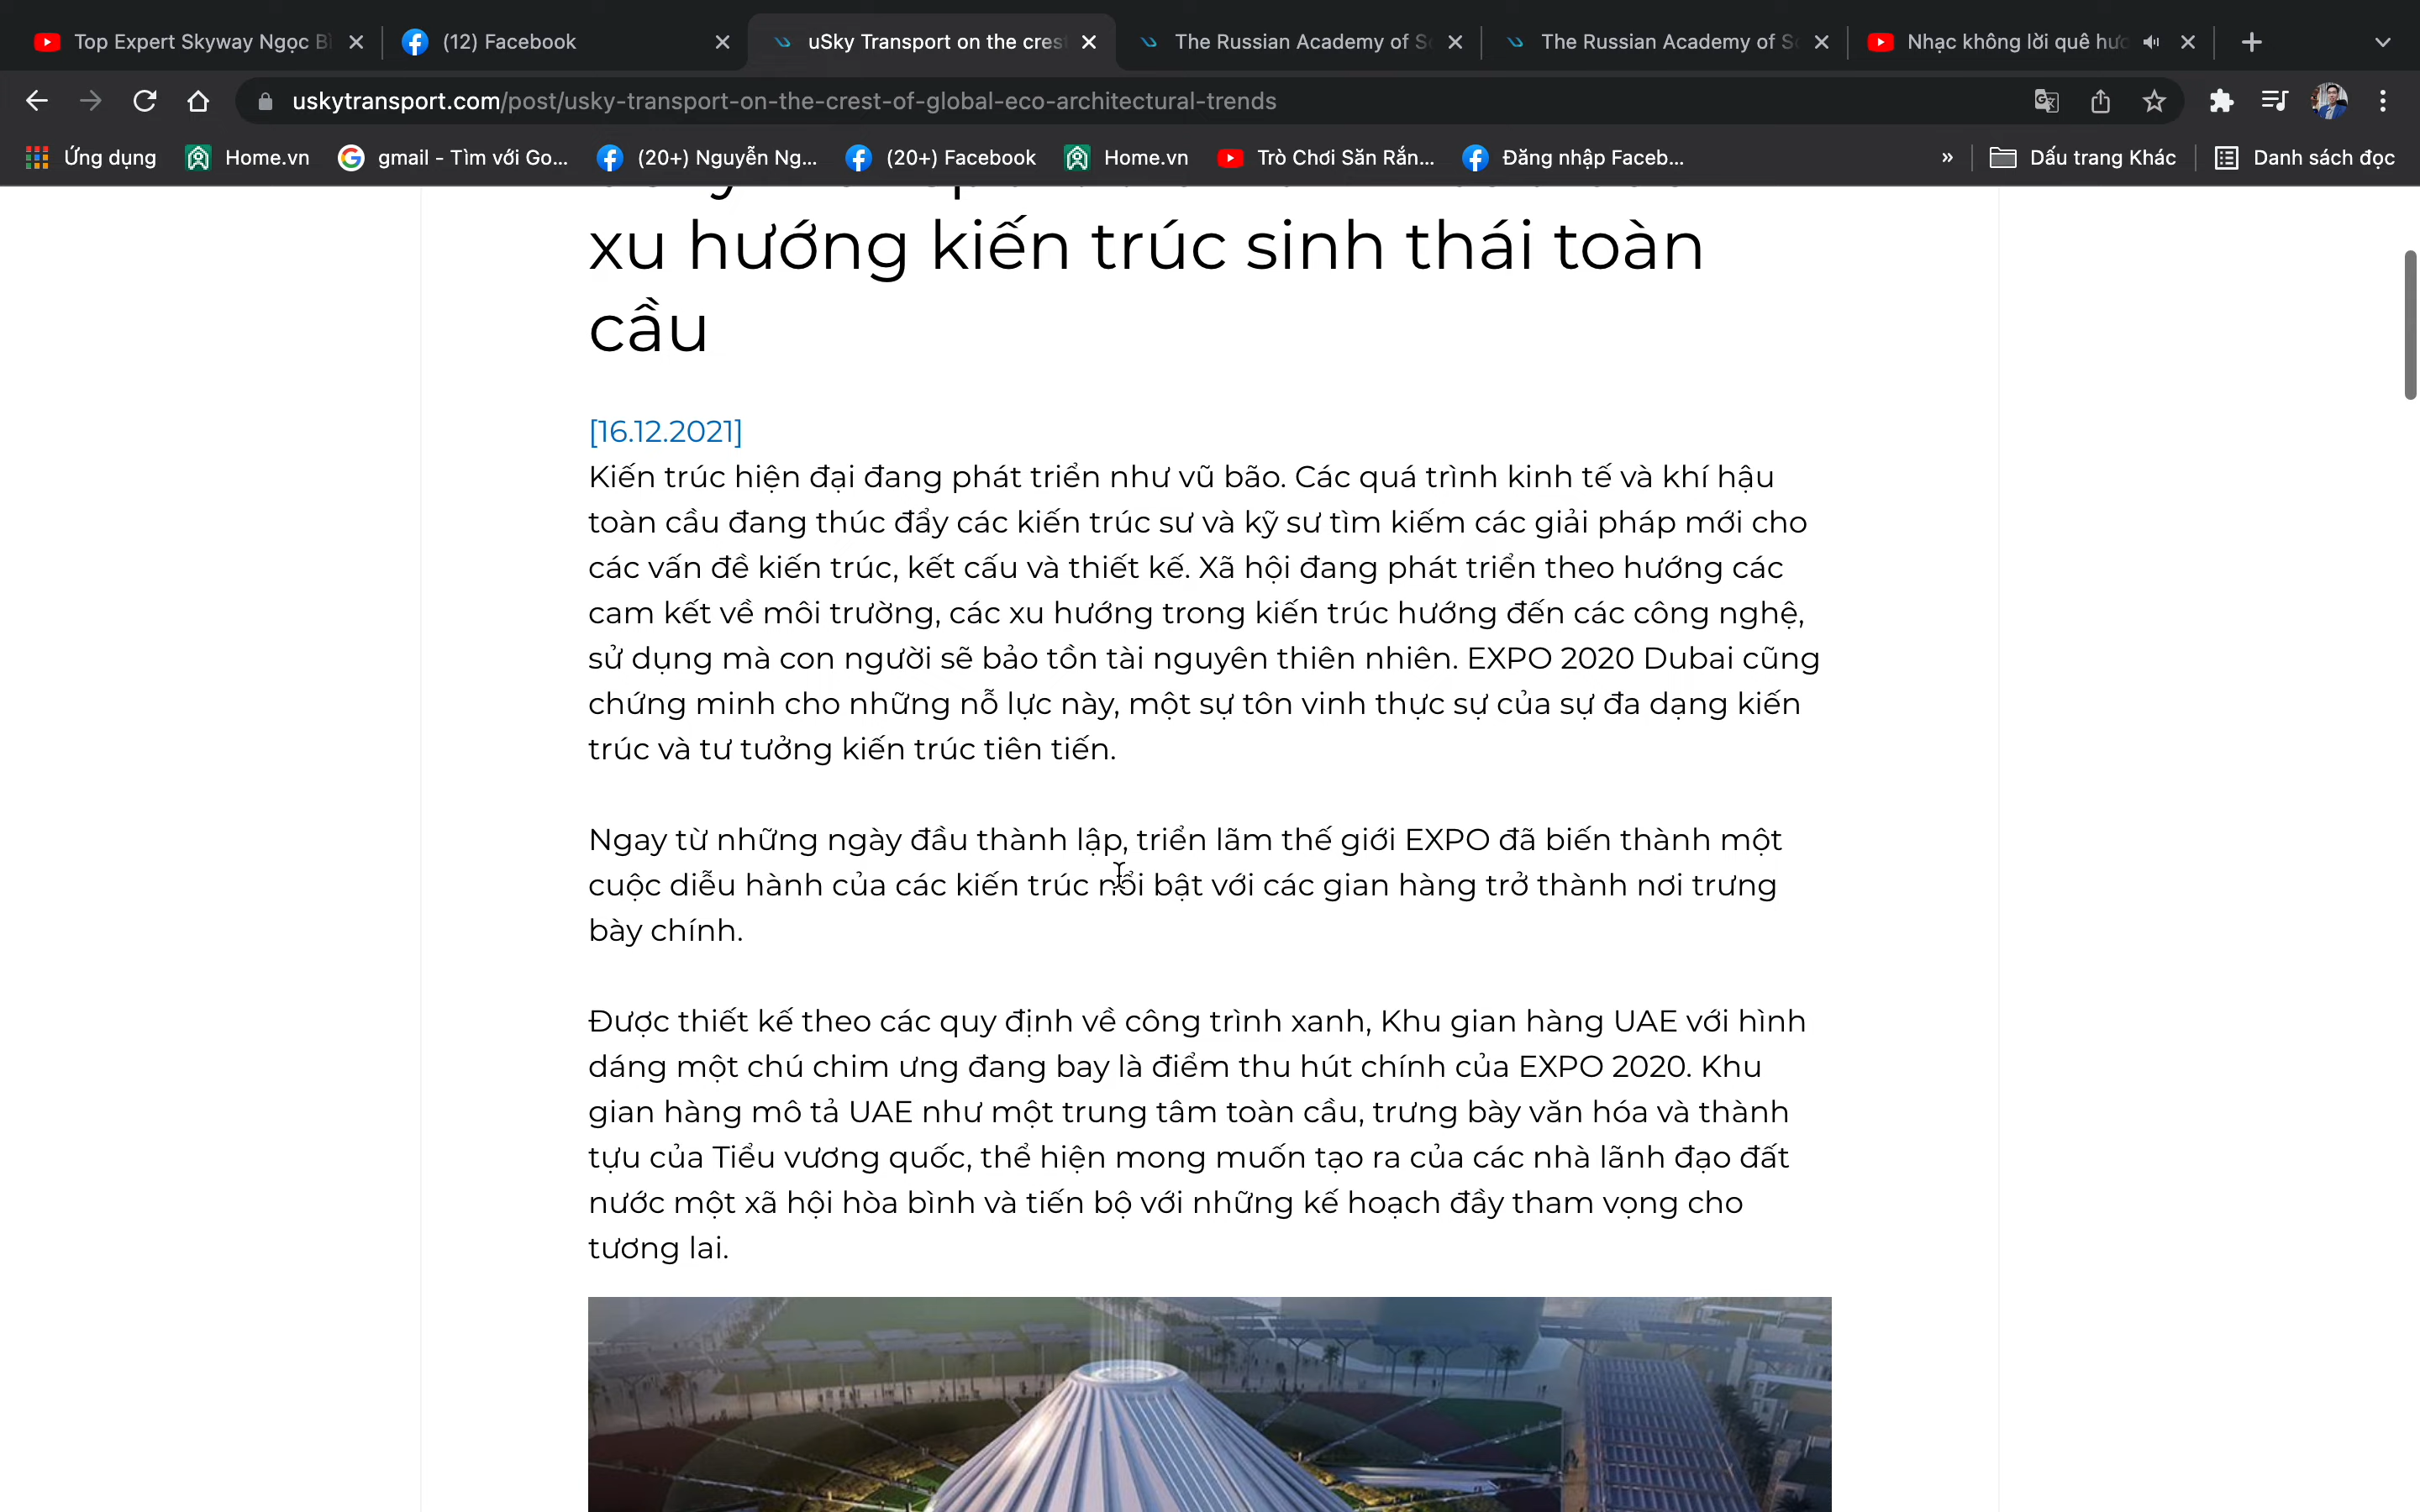 Top Expert Skyway Ngọc B
(12) Facebook
uSky Transport on the cres
The Russian Academy of Sc
The Russian Academy of Sc
Nhạc không lời quê hươ
uskytransport.com/post/usky-transport-on-the-crest-of-global-eco-architectural-trends
Ứng dụng
Home.vn
gmail - Tìm với Go...
(20+) Nguyễn Ng...
(20+) Facebook
Home.vn
Trò Chơi Săn Rắn...
Đăng nhập Faceb...
»
Dấu trang Khác
Danh sách đọc
xu hướng kiến trúc sinh thái toàn
cầu
[16.12.2021]
Kiến trúc hiện đại đang phát triển như vũ bão. Các quá trình kinh tế và khí hậu
toàn cầu đang thúc đẩy các kiến trúc sư và kỹ sư tìm kiếm các giải pháp mới cho
các vấn đề kiến trúc, kết cấu và thiết kế. Xã hội đang phát triển theo hướng các
cam kết về môi trường, các xu hướng trong kiến trúc hướng đến các công nghệ,
sử dụng mà con người sẽ bảo tồn tài nguyên thiên nhiên. EXPO 2020 Dubai cũng
chứng minh cho những nỗ lực này, một sự tôn vinh thực sự của sự đa dạng kiến
trúc và tư tưởng kiến trúc tiên tiến.
Ngay từ những ngày đầu thành lập, triển lãm thế giới EXPO đã biến thành một
cuộc diễu hành của các kiến trúc nổi bật với các gian hàng trở thành nơi trưng
bày chính.
Được thiết kế theo các quy định về công trình xanh, Khu gian hàng UAE với hình
dáng một chú chim ưng đang bay là điểm thu hút chính của EXPO 2020. Khu
gian hàng mô tả UAE như một trung tâm toàn cầu, trưng bày văn hóa và thành
tựu của Tiểu vương quốc, thể hiện mong muốn tạo ra của các nhà lãnh đạo đất
nước một xã hội hòa bình và tiến bộ với những kế hoạch đầy tham vọng cho
tương lai.